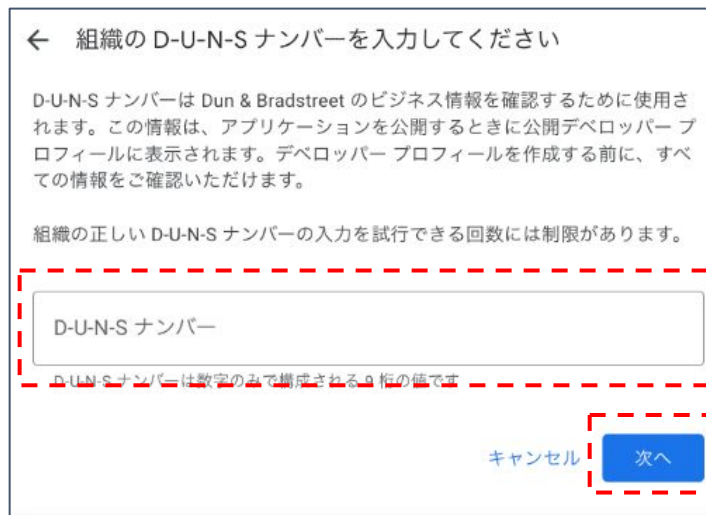 ← 組織の D-U-N-S ナンバーを入力してください
D-U-N-S ナンバーは Dun & Bradstreet のビジネス情報を確認するために使用さ
れます。この情報は、アプリケーションを公開するときに公開デベロッパー プ
ロフィールに表示されます。デベロッパー プロフィールを作成する前に、すべ
ての情報をご確認いただけます。
組織の正しい D-U-N-S ナンバーの入力を試行できる回数には制限があります。
D-U-N-S ナンバー
D-U-N-S ナンバーは数字のみで構成される 9 桁の値です
キャンセル 次へ